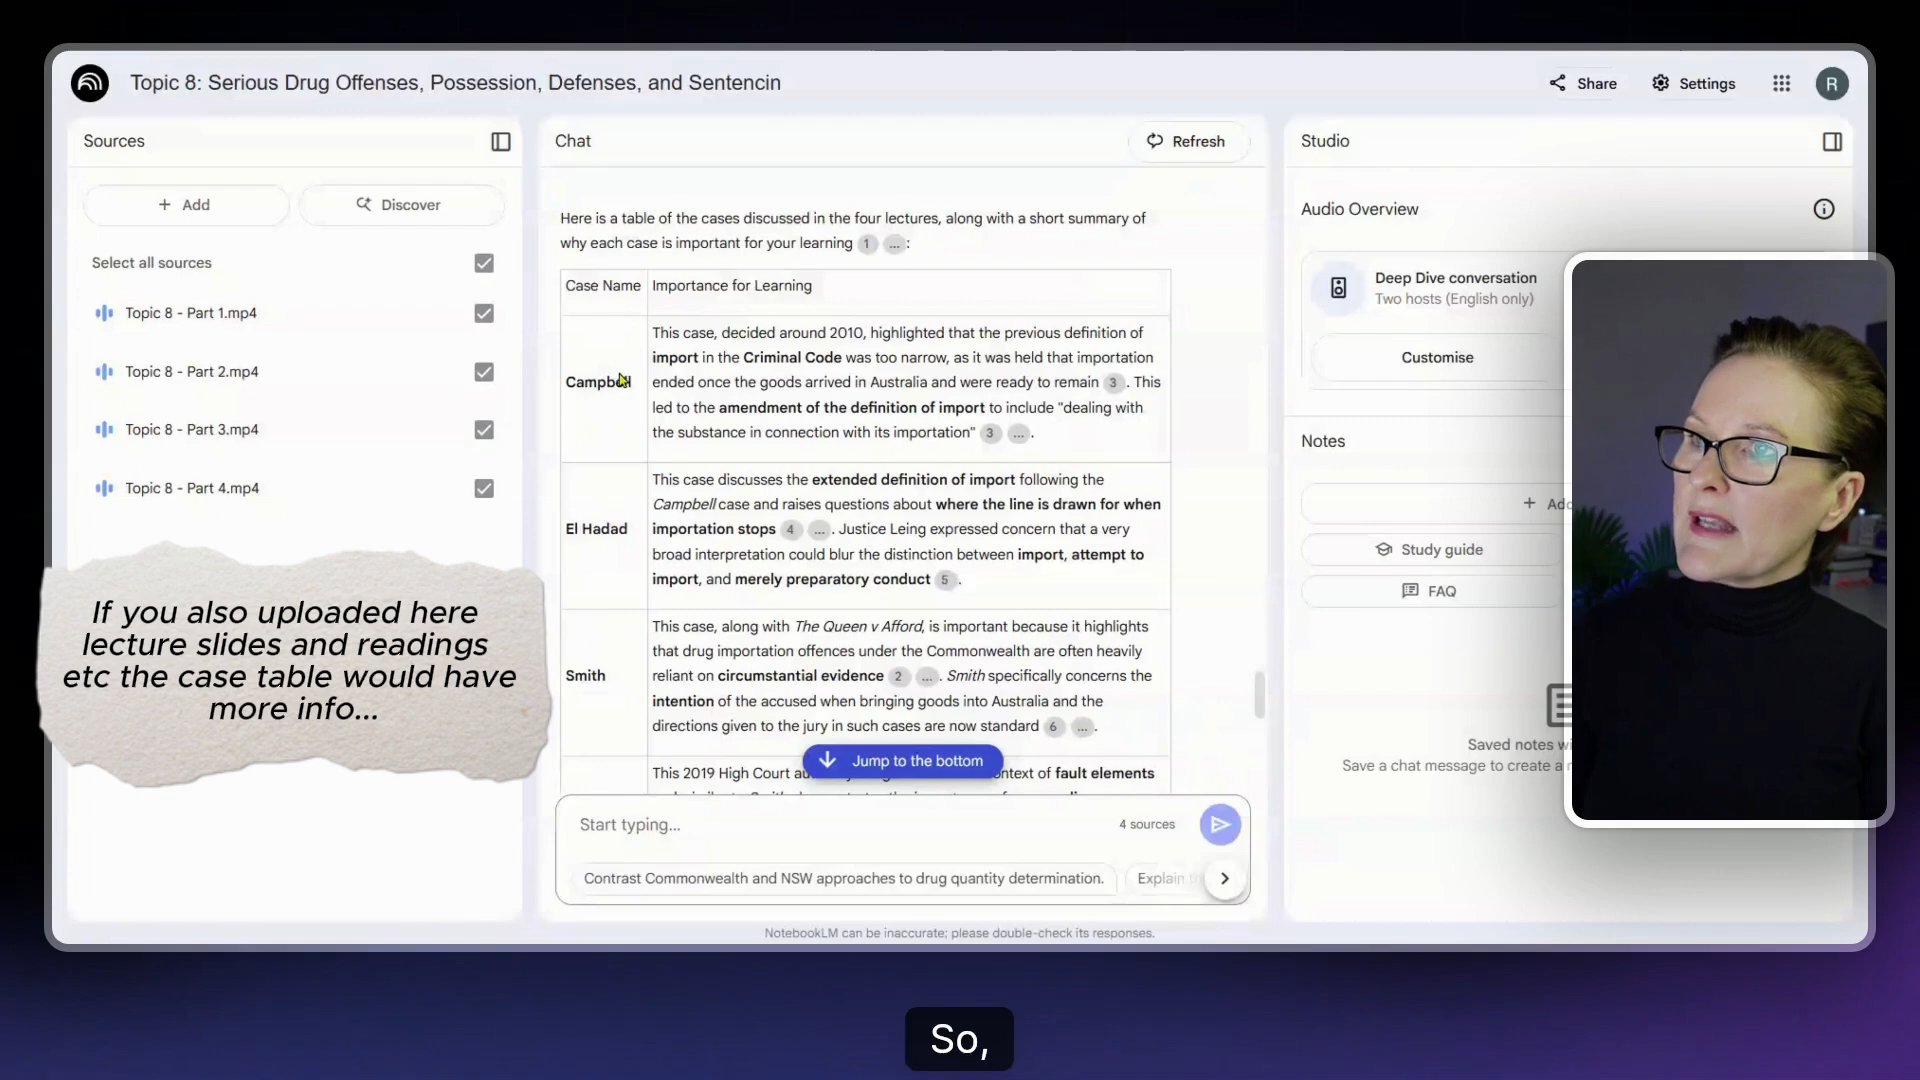 Topic 8: Serious Drug Offenses, Possession, Defenses, and Sentencin
Share
Settings
R
Sources
Add
Discover
Select all sources
Topic 8 - Part 1.mp4
Topic 8 - Part 2.mp4
Topic 8 - Part 3.mp4
Topic 8 - Part 4.mp4
If you also uploaded here
lecture slides and readings
etc the case table would have
more info...
Chat
Refresh
Here is a table of the cases discussed in the four lectures, along with a short summary of
why each case is important for your learning 1 ... :
Case Name Importance for Learning
Campbell
This case, decided around 2010, highlighted that the previous definition of
import in the Criminal Code was too narrow, as it was held that importation
ended once the goods arrived in Australia and were ready to remain 3 . This
led to the amendment of the definition of import to include "dealing with
the substance in connection with its importation" 3 ... .
El Hadad
This case discusses the extended definition of import following the
Campbell case and raises questions about where the line is drawn for when
importation stops 4 ... . Justice Leing expressed concern that a very
broad interpretation could blur the distinction between import, attempt to
import, and merely preparatory conduct 5 .
Smith
This case, along with The Queen v Afford, is important because it highlights
that drug importation offences under the Commonwealth are often heavily
reliant on circumstantial evidence 2 ... . Smith specifically concerns the
intention of the accused when bringing goods into Australia and the
directions given to the jury in such cases are now standard 6 ... .
This 2019 High Court ontext of fault elements
Jump to the bottom
Start typing...
4 sources
Contrast Commonwealth and NSW approaches to drug quantity determination.
Explain
NotebookLM can be inaccurate; please double-check its responses.
Studio
Audio Overview
Deep Dive conversation
Two hosts (English only)
Customise
Notes
Study guide
FAQ
Saved notes
Save a chat message to create a
So,